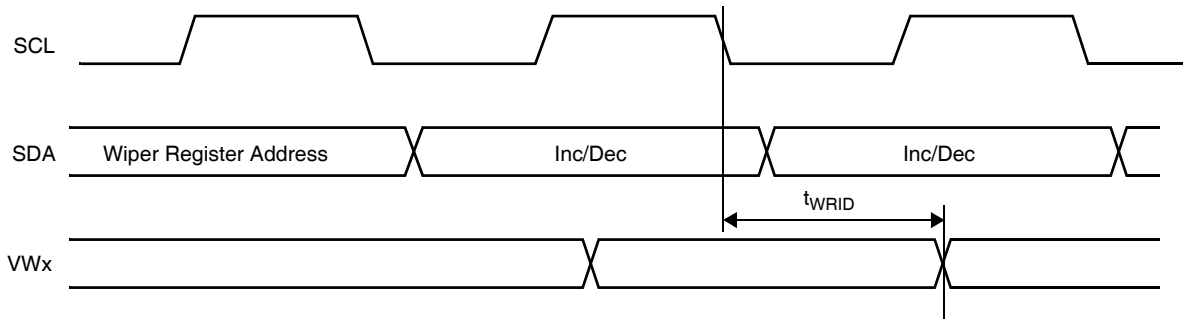 SCL
SDA Wiper Register Address Inc/Dec Inc/Dec
tWRID
VWx